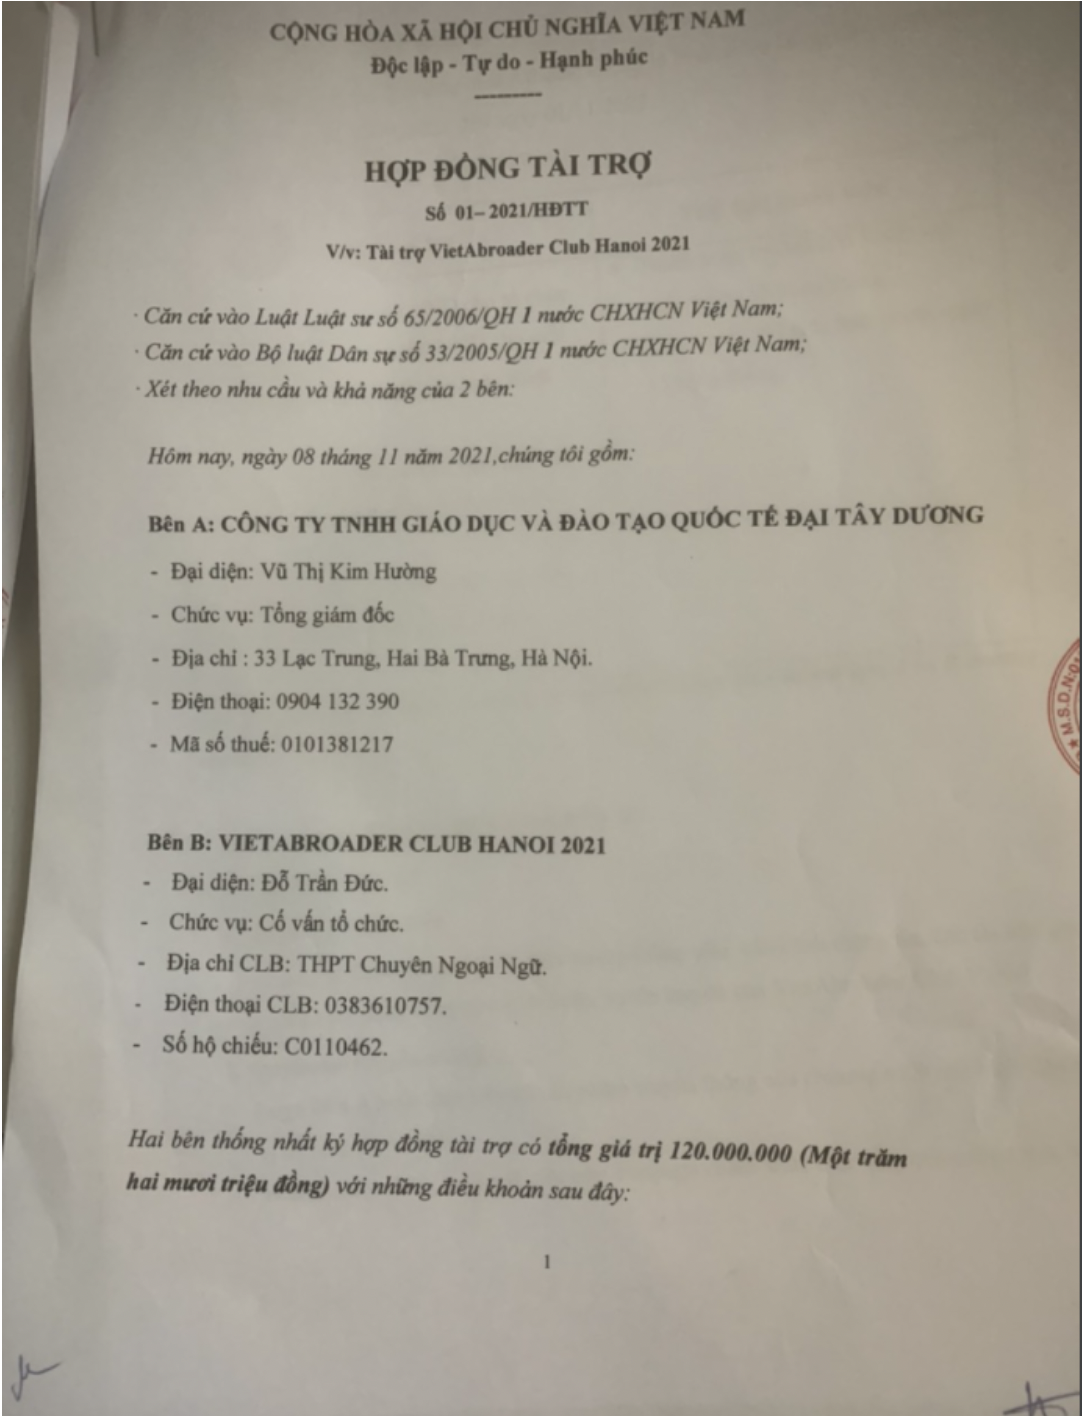 CỘNG HÒA XÃ HỘI CHỦ NGHĨA VIỆT NAM
Độc lập - Tự do - Hạnh phúc
---------
HỢP ĐỒNG TÀI TRỢ
Số 01– 2021/HĐTT
V/v: Tài trợ VietAbroader Club Hanoi 2021
· Căn cứ vào Luật Luật sư số 65/2006/QH 1 nước CHXHCN Việt Nam;
· Căn cứ vào Bộ luật Dân sự số 33/2005/QH 1 nước CHXHCN Việt Nam;
· Xét theo nhu cầu và khả năng của 2 bên:
Hôm nay, ngày 08 tháng 11 năm 2021,chúng tôi gồm:
Bên A: CÔNG TY TNHH GIÁO DỤC VÀ ĐÀO TẠO QUỐC TẾ ĐẠI TÂY DƯƠNG
- Đại diện: Vũ Thị Kim Hường
- Chức vụ: Tổng giám đốc
- Địa chỉ : 33 Lạc Trung, Hai Bà Trưng, Hà Nội.
- Điện thoại: 0904 132 390
- Mã số thuế: 0101381217
★ M.S.D.N:01
Bên B: VIETABROADER CLUB HANOI 2021
- Đại diện: Đỗ Trần Đức.
- Chức vụ: Cố vấn tổ chức.
- Địa chỉ CLB: THPT Chuyên Ngoại Ngữ.
- Điện thoại CLB: 0383610757.
- Số hộ chiếu: C0110462.
Hai bên thống nhất ký hợp đồng tài trợ có tổng giá trị 120.000.000 (Một trăm
hai mươi triệu đồng) với những điều khoản sau đây:
1